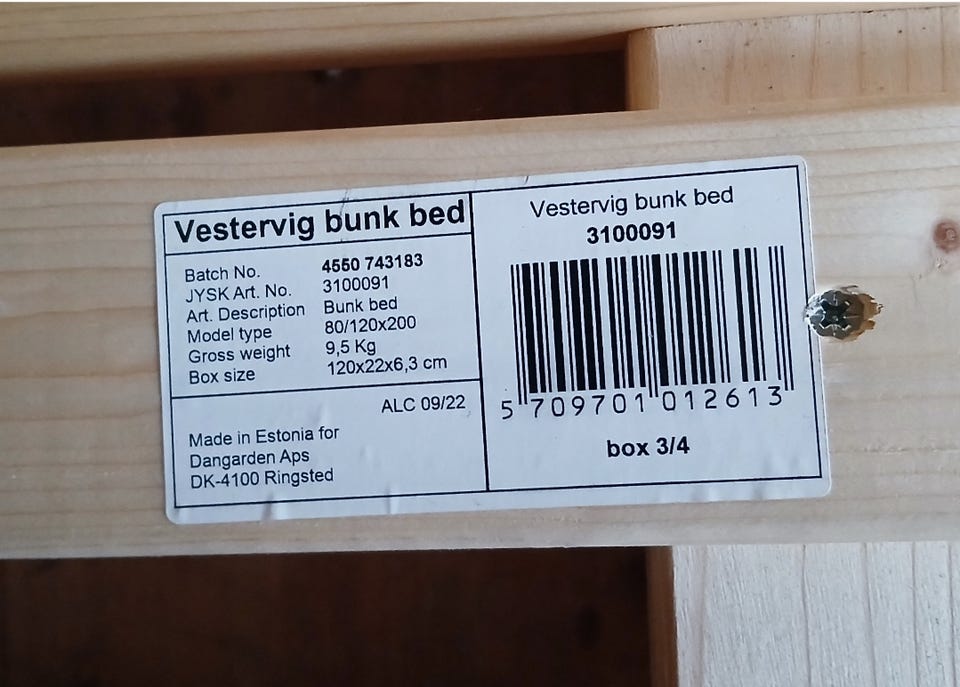 Vestervig bunk bed
Batch No. 4550 743183
JYSK Art. No. 3100091
Art. Description Bunk bed
Model type 80/120x200
Gross weight 9,5 Kg
Box size 120x22x6,3 cm
ALC 09/22
Made in Estonia for
Dangarden Aps
DK-4100 Ringsted
Vestervig bunk bed
3100091
5 709701 012613
box 3/4